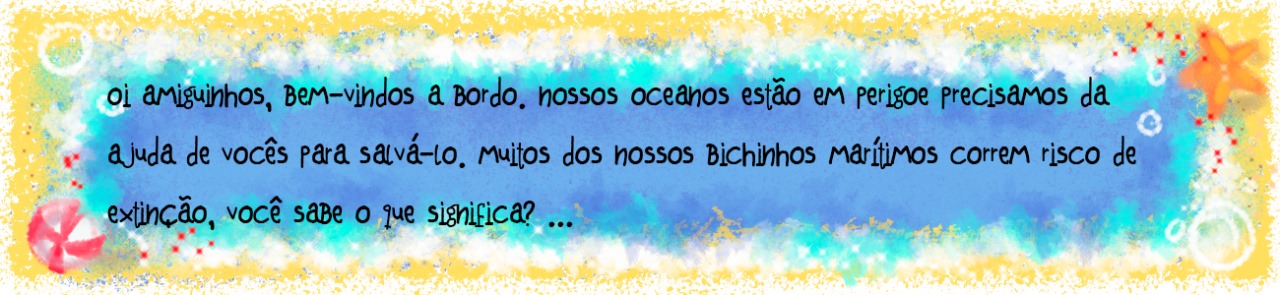 oi amiguinhos, Bem-vindos a Bordo. nossos oceanos estão em perigoe precisamos da
ajuda de vocês para salvá-lo. muitos dos nossos Bichinhos marítimos correm risco de
extinção, você sabe o que significa? ...